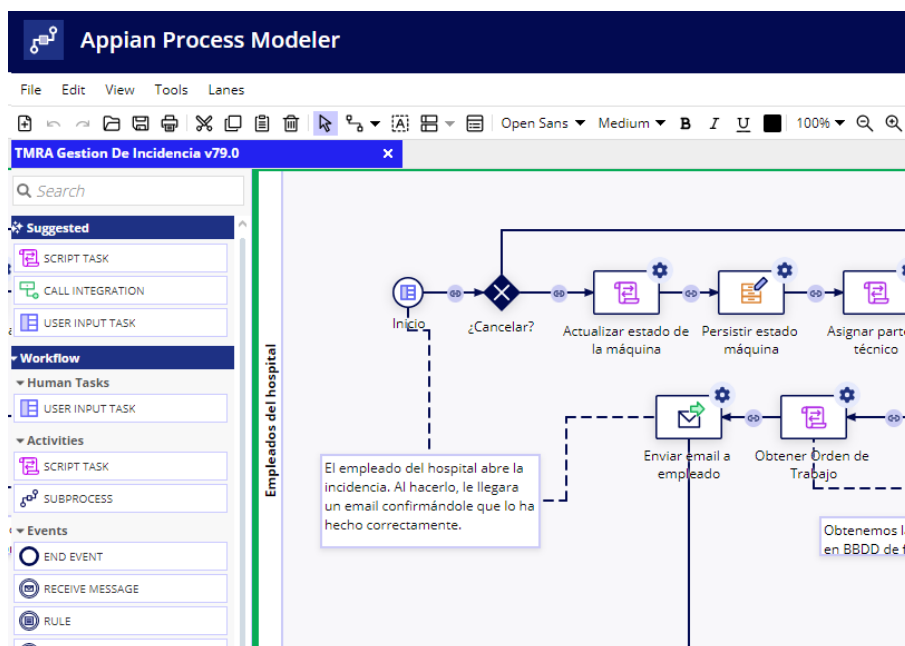 Appian Process Modeler
File Edit View Tools Lanes
Open Sans Medium B I U 100%
TMRA Gestion De Incidencia v79.0
Search
Suggested
SCRIPT TASK
CALL INTEGRATION
USER INPUT TASK
Workflow
Human Tasks
USER INPUT TASK
Activities
SCRIPT TASK
SUBPROCESS
Events
END EVENT
RECEIVE MESSAGE
RULE
Empleados del hospital
Inicio
¿Cancelar?
Actualizar estado de
la máquina
Persistir estado
máquina
Asignar parte
técnico
Enviar email a
empleado
Obtener Orden de
Trabajo
El empleado del hospital abre la
incidencia. Al hacerlo, le llegara
un email confirmándole que lo ha
hecho correctamente.
Obtenemos l
en BBDD de f